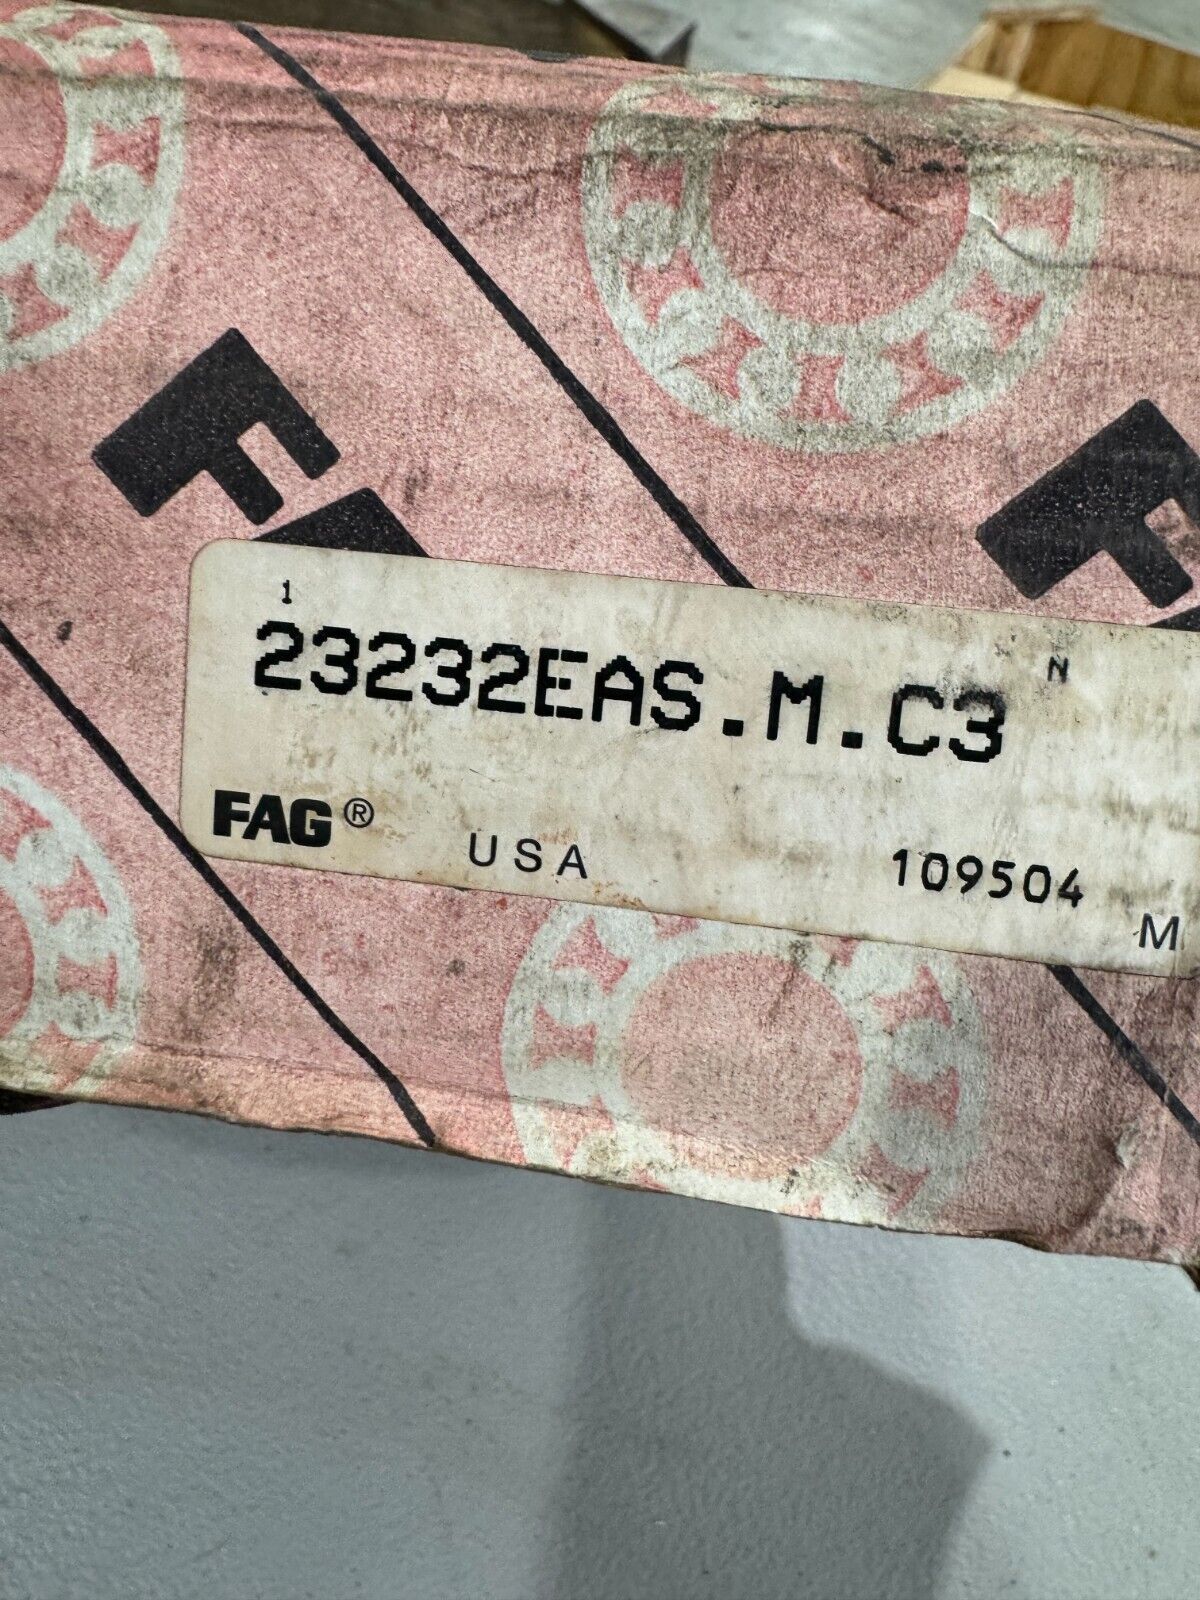 1
N
23232EAS.M.C3
FAG® USA 109504 M